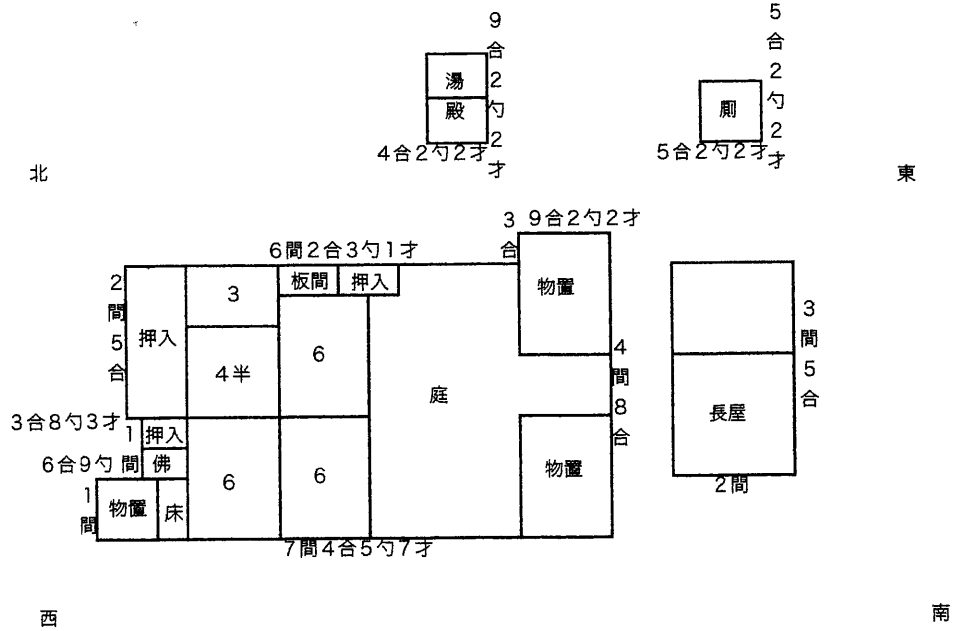 9合2勺2才
湯殿
4合2勺2才
5合2勺2才
厠
5合2勺2才
北
東
6間2合3勺1才
3合
9合2勺2才
2間5合
押入
3
板間
押入
物置
4半
6
庭
4間8合
3間5合
長屋
2間
3合8勺3才
1間
押入
6合9勺
佛
1間
物置
床
6
6
物置
7間4合5勺7才
西
南